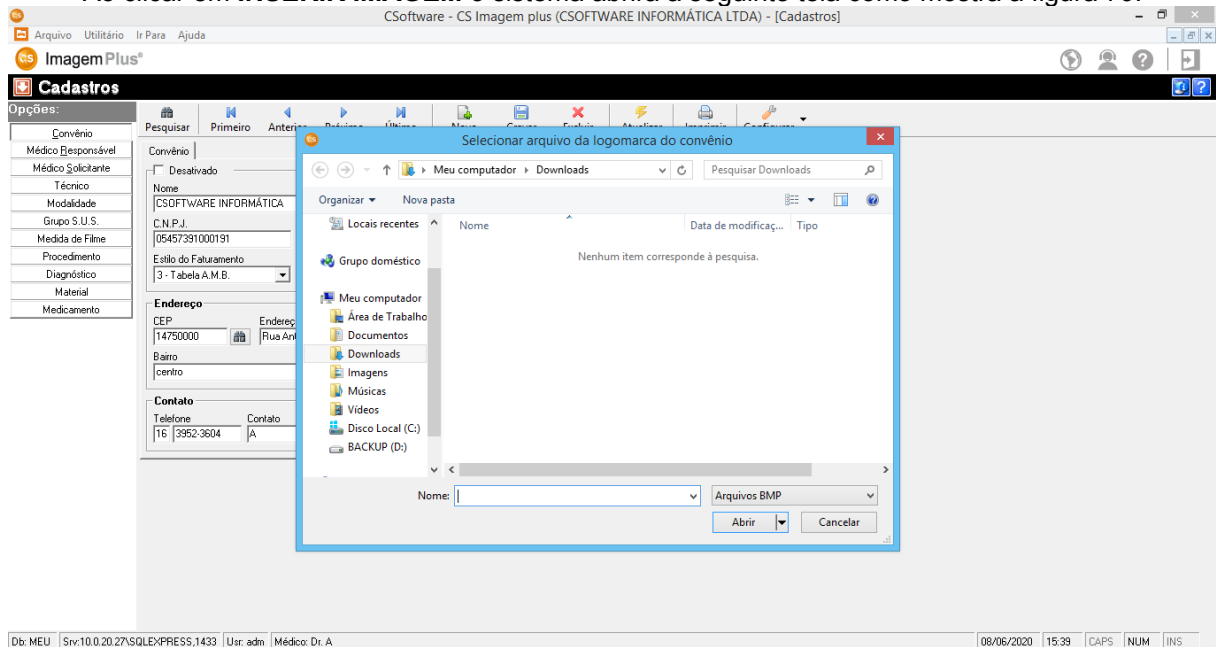 CSoftware - CS Imagem plus (CSOFTWARE INFORMÁTICA LTDA) - [Cadastros]
Arquivo Utilitário Ir Para Ajuda
cs ImagemPlus®
Cadastros
Opções:
Convênio
Médico Responsável
Médico Solicitante
Técnico
Modalidade
Grupo S.U.S.
Medida de Filme
Procedimento
Diagnóstico
Material
Medicamento
Pesquisar Primeiro
Convênio
Desativado
Nome
CSOFTWARE INFORMÁTICA
C.N.P.J.
05457391000191
Estilo do Faturamento
3 - Tabela A.M.B.
Endereço
CEP
14750000
Bairro
centro
Contato
Telefone Contato
16 3952-3604 A
Selecionar arquivo da logomarca do convênio
Meu computador Downloads
Pesquisar Downloads
Organizar Nova pasta
Locais recentes
Grupo doméstico
Meu computador
Área de Trabalho
Documentos
Downloads
Imagens
Músicas
Vídeos
Disco Local (C:)
BACKUP (D:)
Nome Data de modificaç... Tipo
Nenhum item corresponde à pesquisa.
Nome:
Arquivos BMP
Abrir Cancelar
Db: MEU Srv:10.0.20.27\SQLEXPRESS,1433 Usr: adm Médico: Dr. A 08/06/2020 15:39 CAPS NUM INS